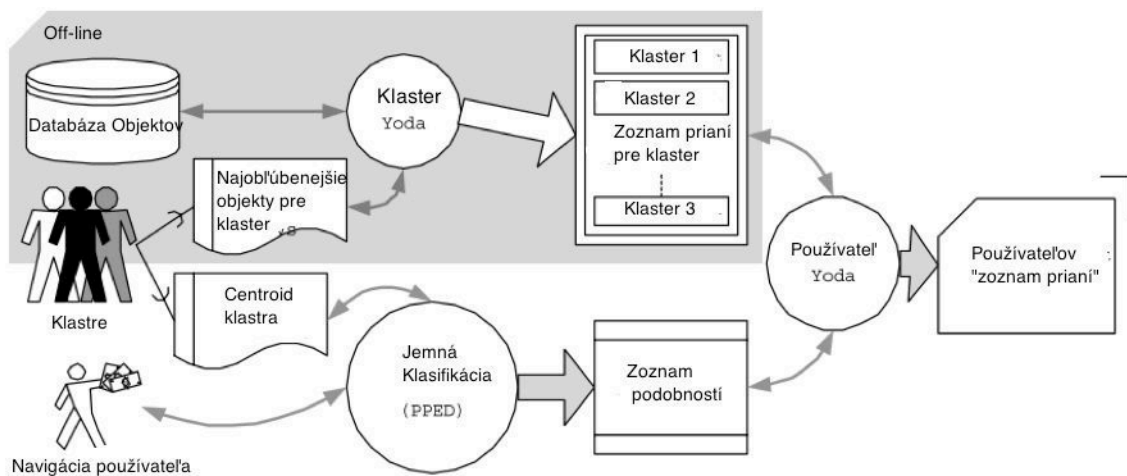 Off-line
Databáza Objektov
Klaster
Yoda
Klaster 1
Klaster 2
Zoznam prianí
pre klaster
Klaster 3
Najobľúbenejšie
objekty pre
klaster
Klastre
Centroid
klastra
Používateľ
Yoda
Používateľov
"zoznam prianí"
Jemná
Klasifikácia
(PPED)
Zoznam
podobností
Navigácia používateľa